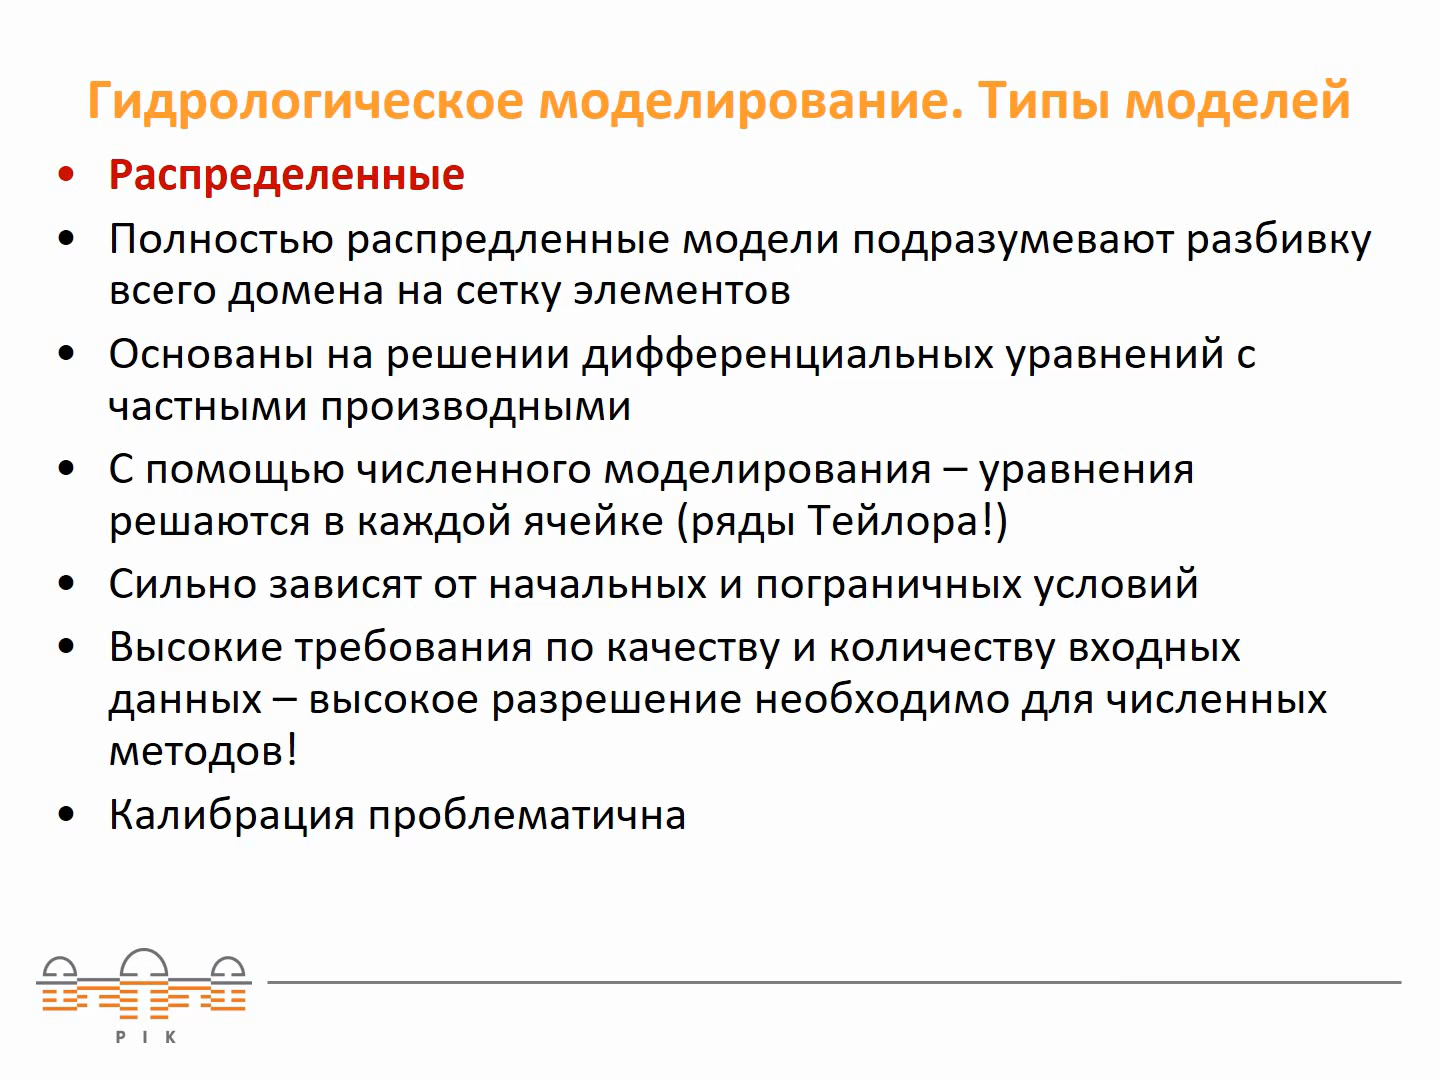 Гидрологическое моделирование. Типы моделей
• Распределенные
• Полностью распредленные модели подразумевают разбивку
всего домена на сетку элементов
• Основаны на решении дифференциальных уравнений с
частными производными
• С помощью численного моделирования – уравнения
решаются в каждой ячейке (ряды Тейлора!)
• Сильно зависят от начальных и пограничных условий
• Высокие требования по качеству и количеству входных
данных – высокое разрешение необходимо для численных
методов!
• Калибрация проблематична
PIK